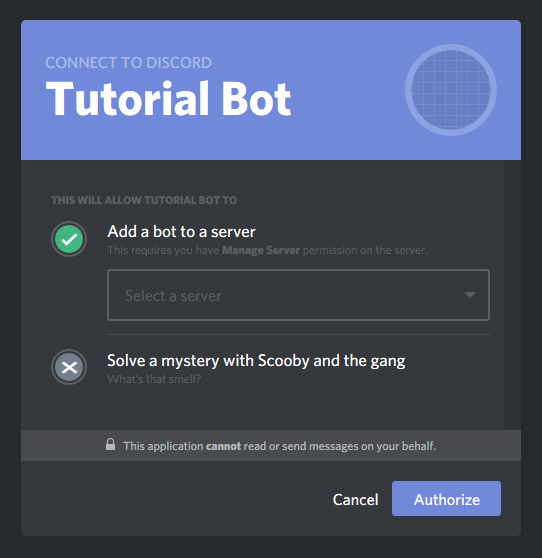 CONNECT TO DISCORD
Tutorial Bot
THIS WILL ALLOW TUTORIAL BOT TO
Add a bot to a server
This requires you have Manage Server permission on the server.
Select a server
Solve a mystery with Scooby and the gang
What's that smell?
This application cannot read or send messages on your behalf.
Cancel
Authorize